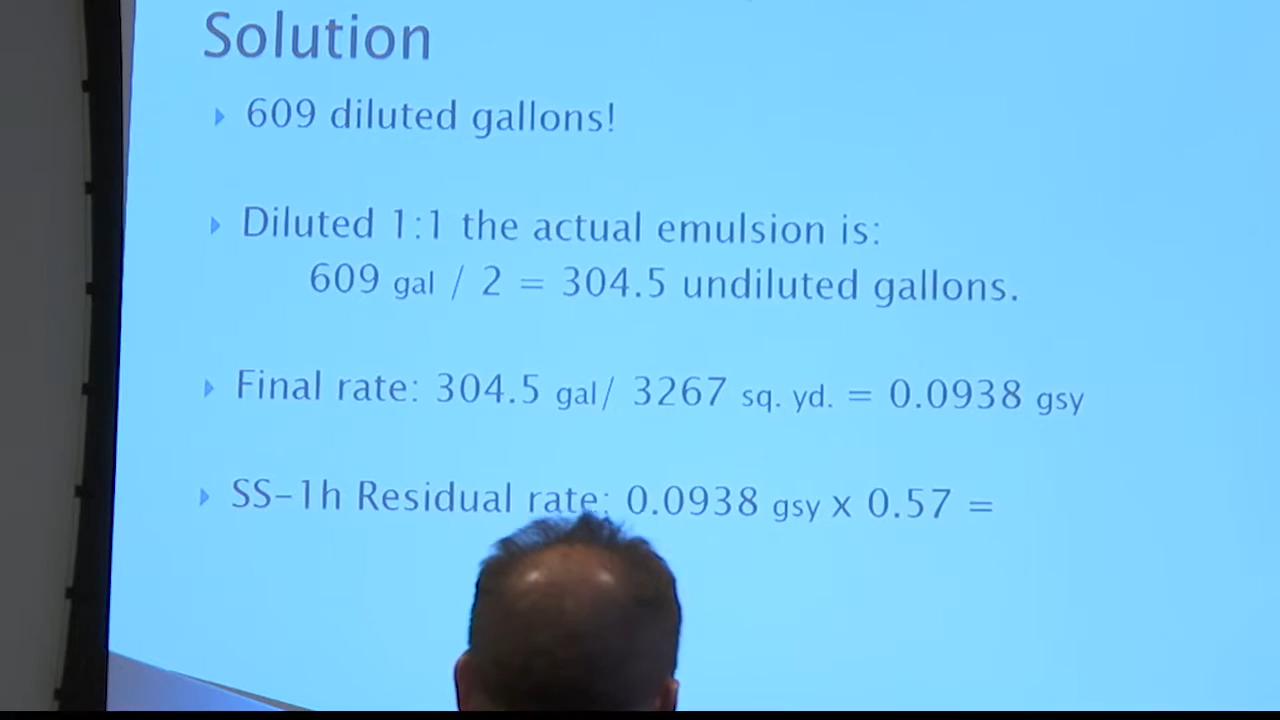 Solution
609 diluted gallons!
Diluted 1:1 the actual emulsion is:
609 gal / 2 = 304.5 undiluted gallons.
Final rate: 304.5 gal/ 3267 sq. yd. = 0.0938 gsy
SS-1h Residual rate: 0.0938 gsy x 0.57 =